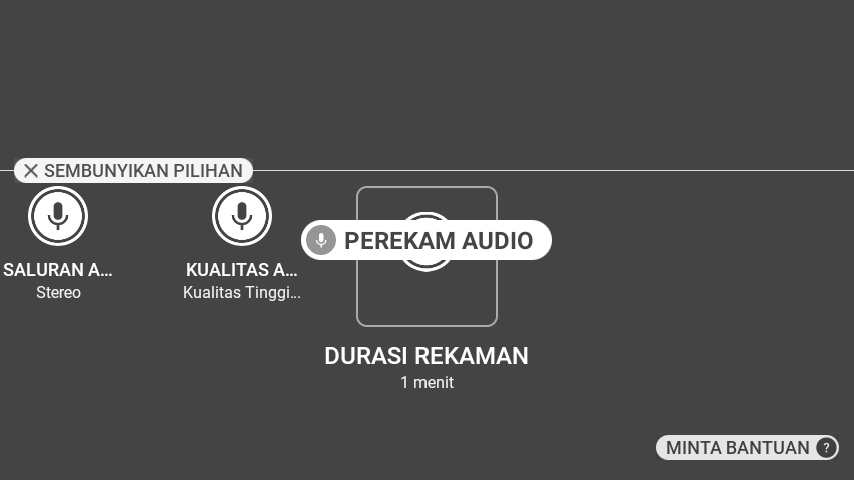 SEMBUNYIKAN PILIHAN
PEREKAM AUDIO
SALURAN A...
Stereo
KUALITAS A...
Kualitas Tinggi...
DURASI REKAMAN
1 menit
MINTA BANTUAN ?